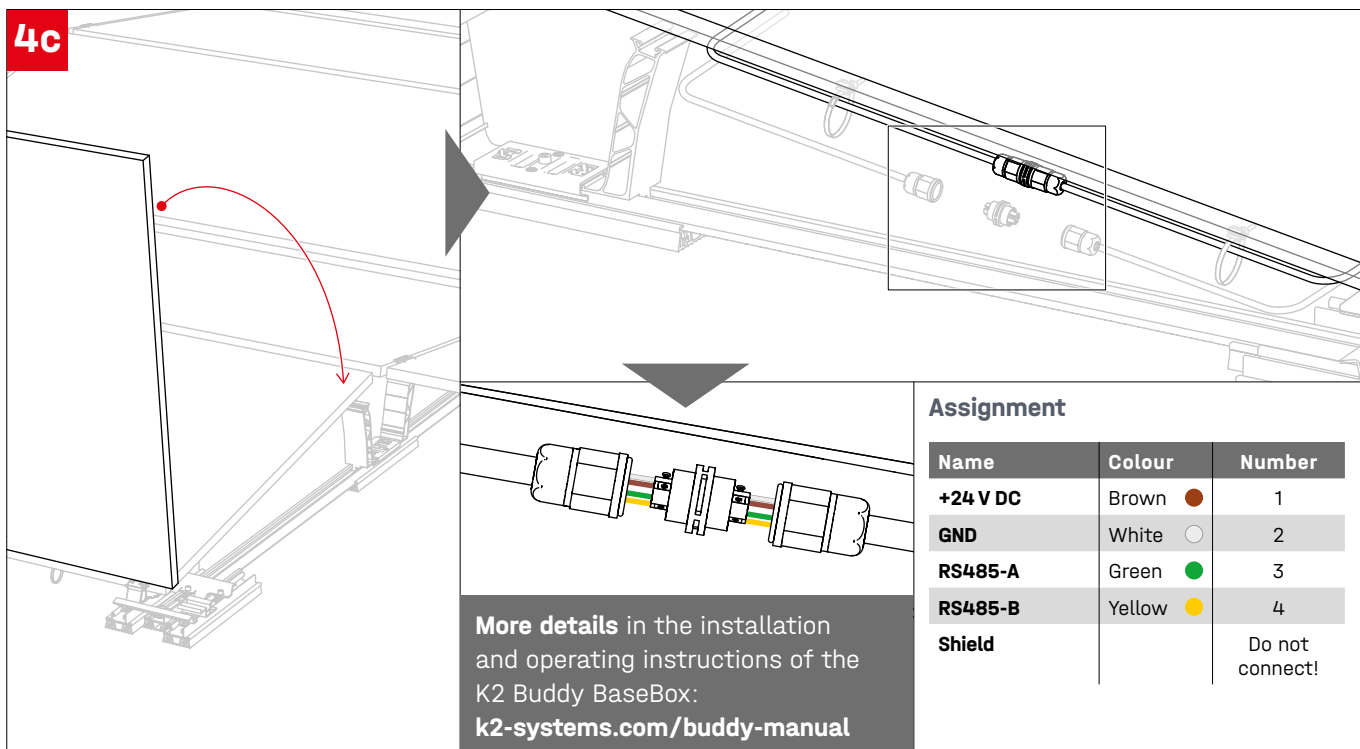 4c
More details in the installation
and operating instructions of the
K2 Buddy BaseBox:
k2-systems.com/buddy-manual
Assignment
Name Colour Number
+24 V DC Brown 1
GND White 2
RS485-A Green 3
RS485-B Yellow 4
Shield Do not
connect!